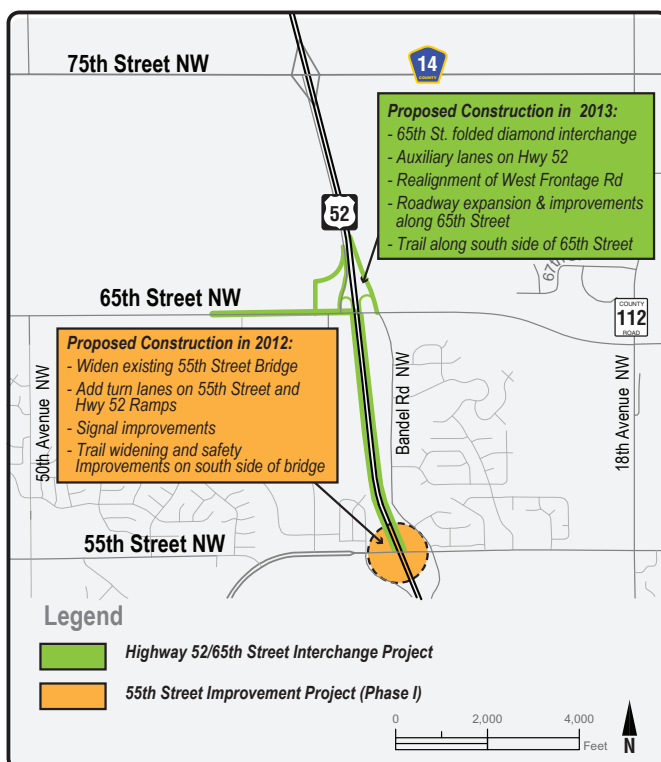 75th Street NW
14
COUNTY
Proposed Construction in 2013:
- 65th St. folded diamond interchange
- Auxiliary lanes on Hwy 52
- Realignment of West Frontage Rd
- Roadway expansion & improvements
along 65th Street
- Trail along south side of 65th Street
52
65th Street NW
COUNTY
112
ROAD
Proposed Construction in 2012:
- Widen existing 55th Street Bridge
- Add turn lanes on 55th Street and
Hwy 52 Ramps
- Signal improvements
- Trail widening and safety
Improvements on south side of bridge
50th Avenue NW
Bandel Rd NW
18th Avenue NW
55th Street NW
Legend
Highway 52/65th Street Interchange Project
55th Street Improvement Project (Phase I)
0 2,000 4,000
Feet
N